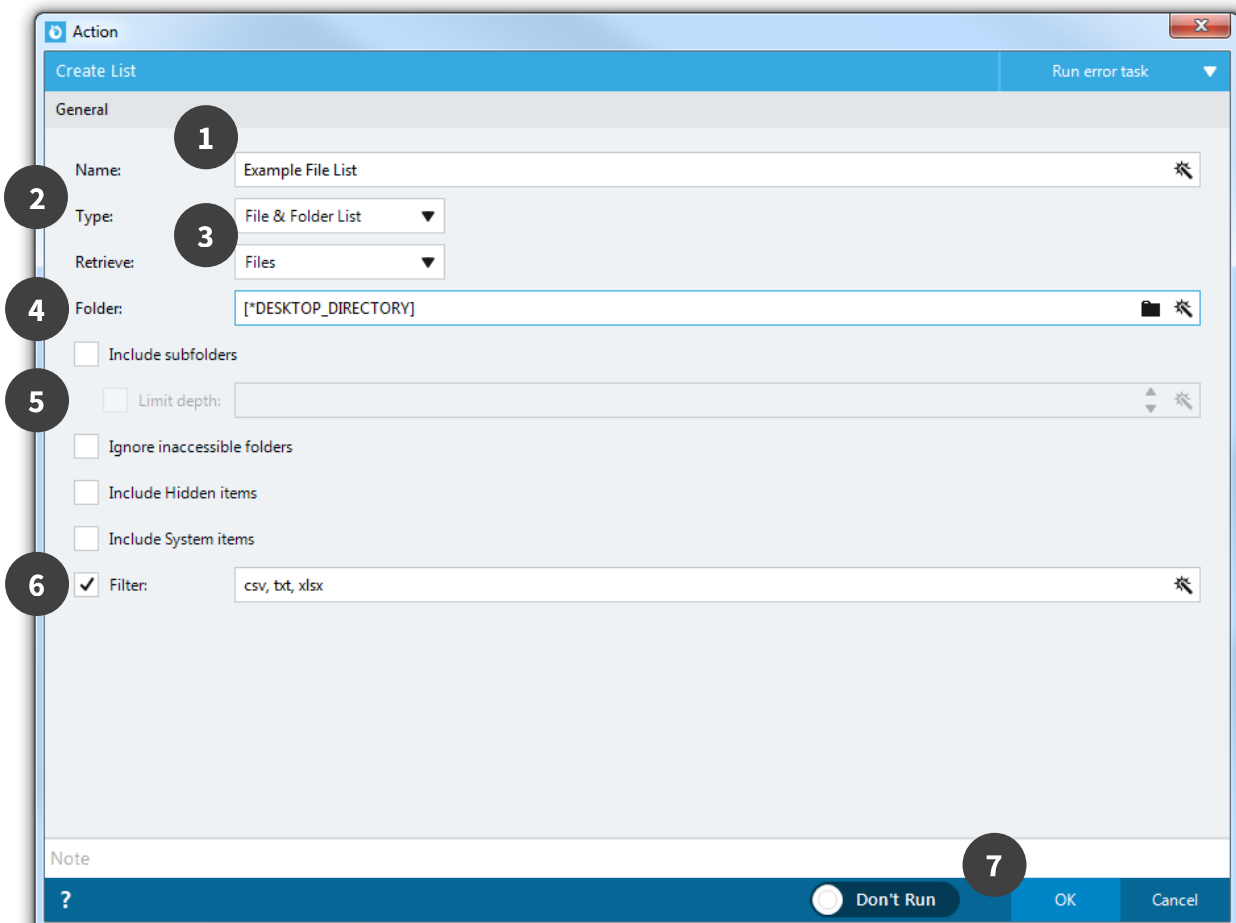 Action
Create List
Run error task
General
1
Name:
Example File List
2
Type:
File & Folder List
3
Retrieve:
Files
4
Folder:
[*DESKTOP_DIRECTORY]
Include subfolders
5
Limit depth:
Ignore inaccessible folders
Include Hidden items
Include System items
6
Filter:
csv, txt, xlsx
Note
7
?
Don't Run
OK
Cancel